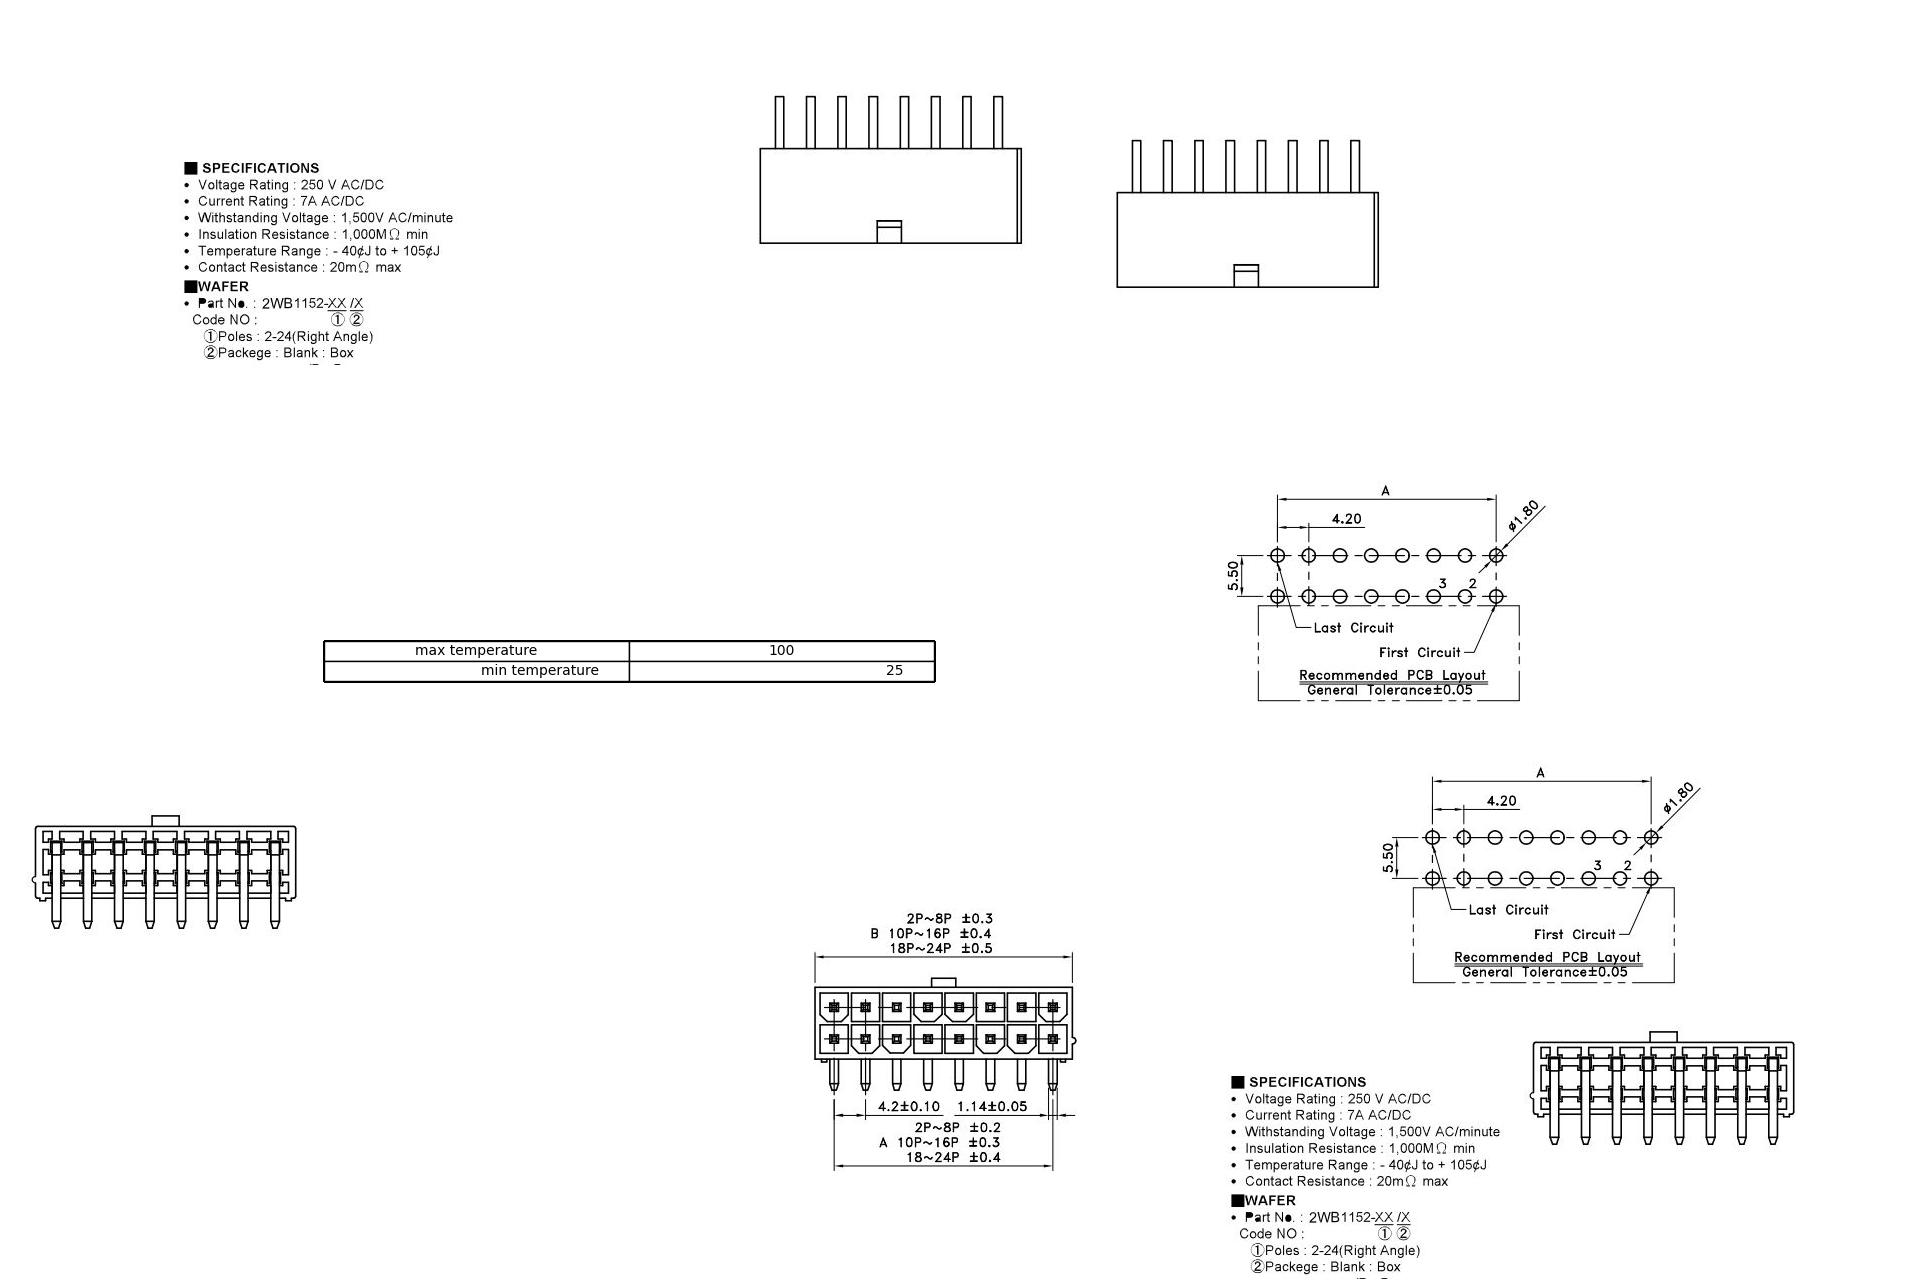 ■ SPECIFICATIONS
• Voltage Rating : 250 V AC/DC
• Current Rating : 7A AC/DC
• Withstanding Voltage : 1,500V AC/minute
• Insulation Resistance : 1,000MΩ min
• Temperature Range : - 40¢J to + 105¢J
• Contact Resistance : 20mΩ max
■WAFER
• Part No. : 2WB1152-XX /X
Code NO : ① ②
①Poles : 2-24(Right Angle)
②Packege : Blank : Box
A
4.20
ø1.80
5.50
3 2
Last Circuit
First Circuit
Recommended PCB Layout
General Tolerance±0.05
max temperature 100
min temperature 25
A
4.20
ø1.80
5.50
3 2
Last Circuit
First Circuit
Recommended PCB Layout
General Tolerance±0.05
2P~8P ±0.3
B 10P~16P ±0.4
18P~24P ±0.5
4.2±0.10 1.14±0.05
2P~8P ±0.2
A 10P~16P ±0.3
18~24P ±0.4
■ SPECIFICATIONS
• Voltage Rating : 250 V AC/DC
• Current Rating : 7A AC/DC
• Withstanding Voltage : 1,500V AC/minute
• Insulation Resistance : 1,000MΩ min
• Temperature Range : - 40¢J to + 105¢J
• Contact Resistance : 20mΩ max
■WAFER
• Part No. : 2WB1152-XX /X
Code NO : ① ②
①Poles : 2-24(Right Angle)
②Packege : Blank : Box